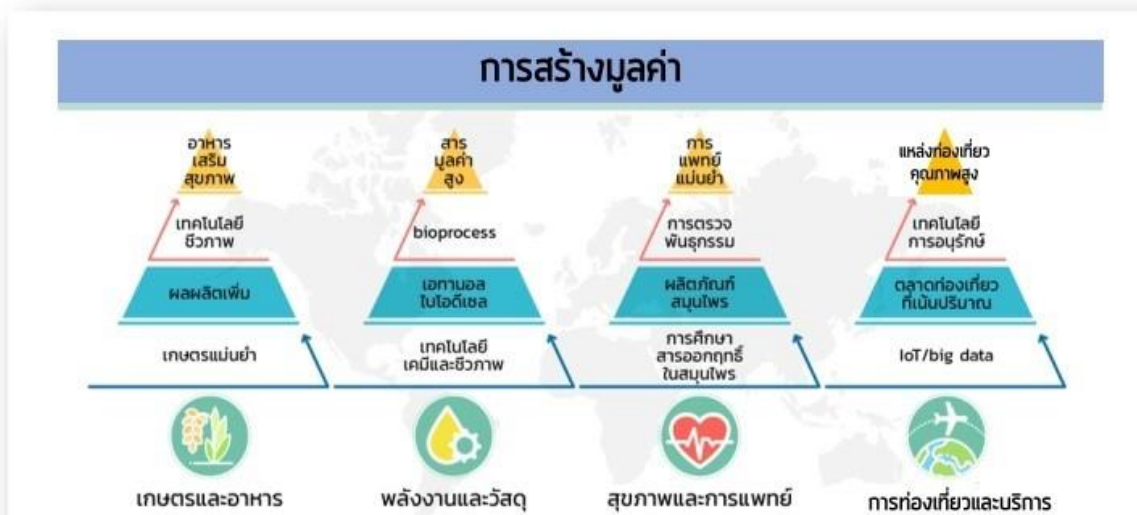 การสร้างมูลค่า
อาหาร
เสริม
สุขภาพ
เทคโนโลยี
ชีวภาพ
ผลผลิตเพิ่ม
เกษตรแม่นยำ
เกษตรและอาหาร
สาร
มูลค่า
สูง
bioprocess
เอทานอล
ไบโอดีเซล
เทคโนโลยี
เคมีและชีวภาพ
พลังงานและวัสดุ
การ
แพทย์
แม่นยำ
การตรวจ
พันธุกรรม
ผลิตภัณฑ์
สมุนไพร
การศึกษา
สารออกฤทธิ์
ในสมุนไพร
สุขภาพและการแพทย์
แหล่งท่องเที่ยว
คุณภาพสูง
เทคโนโลยี
การอนุรักษ์
ตลาดท่องเที่ยว
ที่เน้นปริมาณ
IoT/big data
การท่องเที่ยวและบริการ